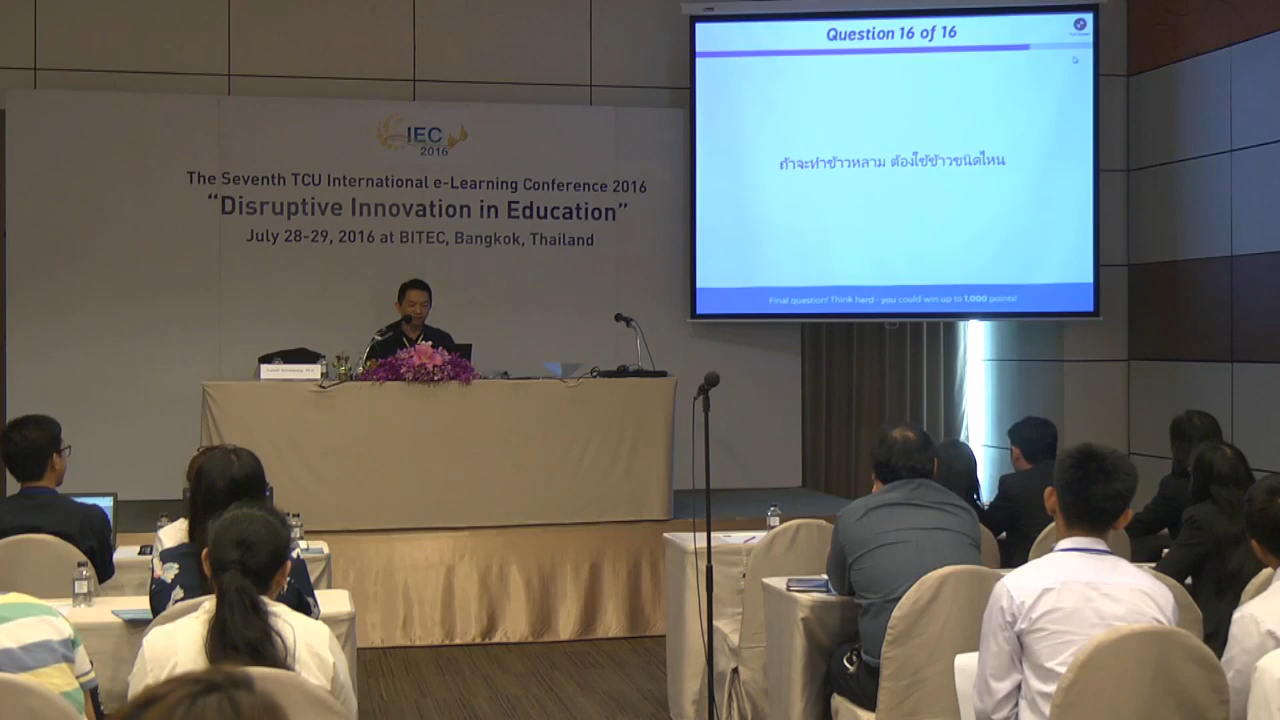 IEC
2016
The Seventh TCU International e-Learning Conference 2016
“Disruptive Innovation in Education”
July 28-29, 2016 at BITEC, Bangkok, Thailand
Question 16 of 16
ถ้าจะทำข้าวหลาม ต้องใช้ข้าวชนิดไหน
Final question! Think hard - you could win up to 1,000 points!